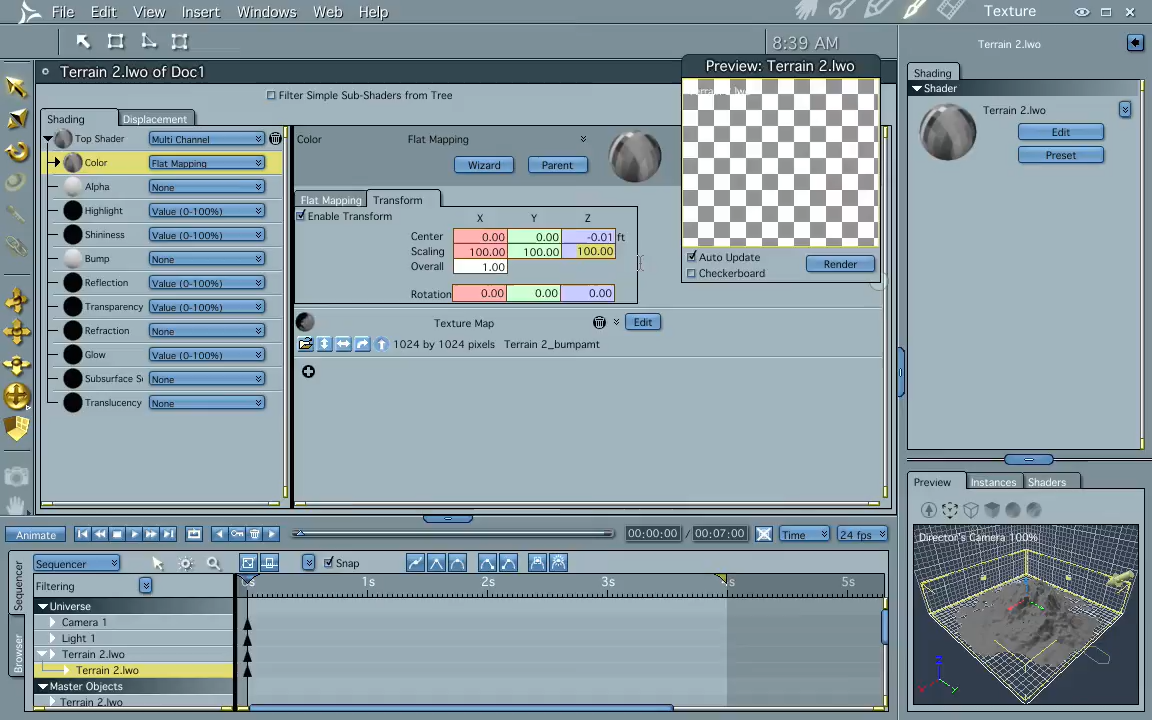 File Edit View Insert Windows Web Help
Texture
8:39 AM
Terrain 2.lwo
Terrain 2.lwo of Doc1
Preview: Terrain 2.lwo
Filter Simple Sub-Shaders from Tree
Shading
Displacement
Top Shader Multi Channel
Color Flat Mapping
Alpha None
Highlight Value (0-100%)
Shininess Value (0-100%)
Bump None
Reflection Value (0-100%)
Transparency Value (0-100%)
Refraction None
Glow Value (0-100%)
Subsurface S None
Translucency None
Color Flat Mapping
Wizard Parent
Flat Mapping Transform
Enable Transform X Y Z
Center 0.00 0.00 -0.01 ft
Scaling 100.00 100.00 100.00
Overall 1.00
Rotation 0.00 0.00 0.00
Texture Map Edit
1024 by 1024 pixels Terrain 2_bumpamt
Terrain 2.lwo
Auto Update
Checkerboard
Render
Shading
Shader
Terrain 2.lwo
Edit
Preset
Preview Instances Shaders
Director's Camera 100%
Animate 00:00:00 / 00:07:00 Time 24 fps
Sequencer
Browser
Sequencer Snap
Filtering
1s 2s 3s 5s
Universe
Camera 1
Light 1
Terrain 2.lwo
Terrain 2.lwo
Master Objects
Terrain 2.lwo